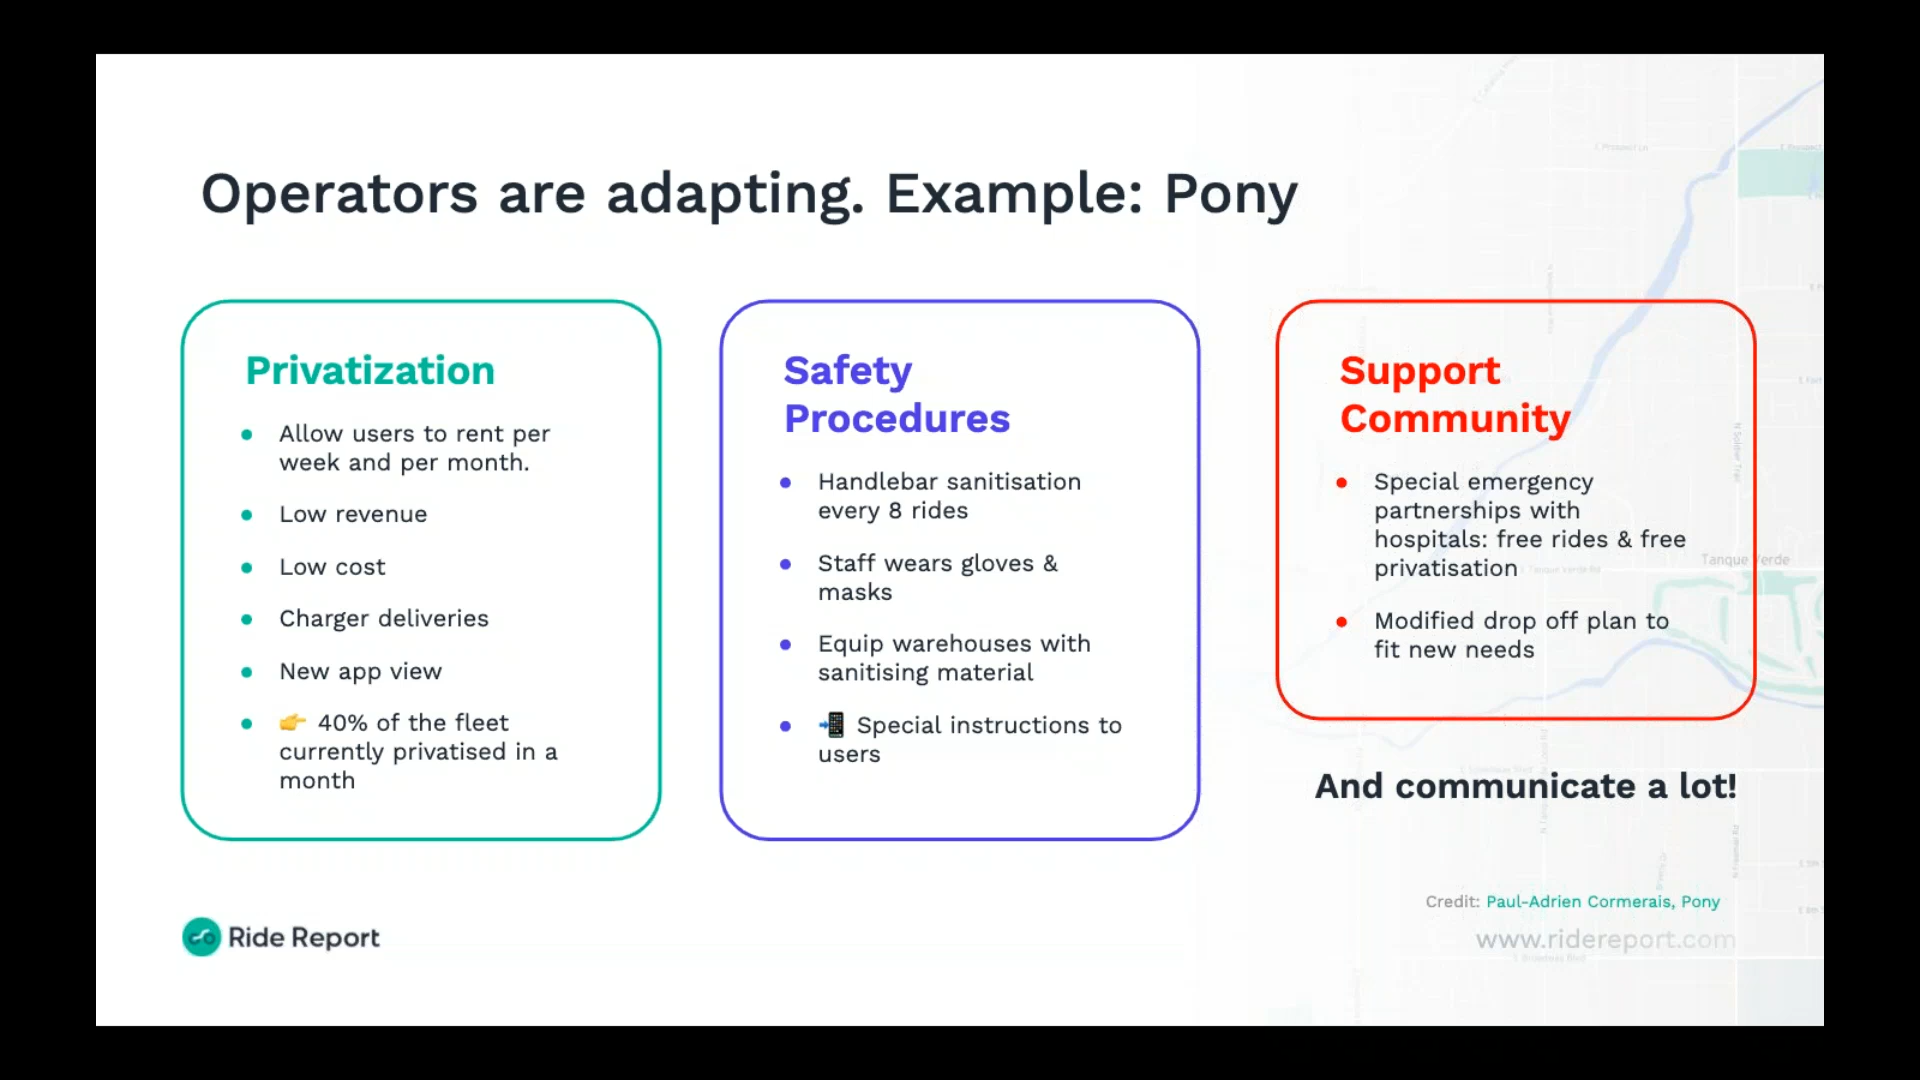 Operators are adapting. Example: Pony
Privatization
Allow users to rent per
week and per month.
Low revenue
Low cost
Charger deliveries
New app view
👉 40% of the fleet
currently privatised in a
month
Safety
Procedures
Handlebar sanitisation
every 8 rides
Staff wears gloves &
masks
Equip warehouses with
sanitising material
📲 Special instructions to
users
Support
Community
Special emergency
partnerships with
hospitals: free rides & free
privatisation
Modified drop off plan to
fit new needs
Tanque Verde
And communicate a lot!
Credit: Paul-Adrien Cormerais, Pony
www.ridereport.com
Ride Report